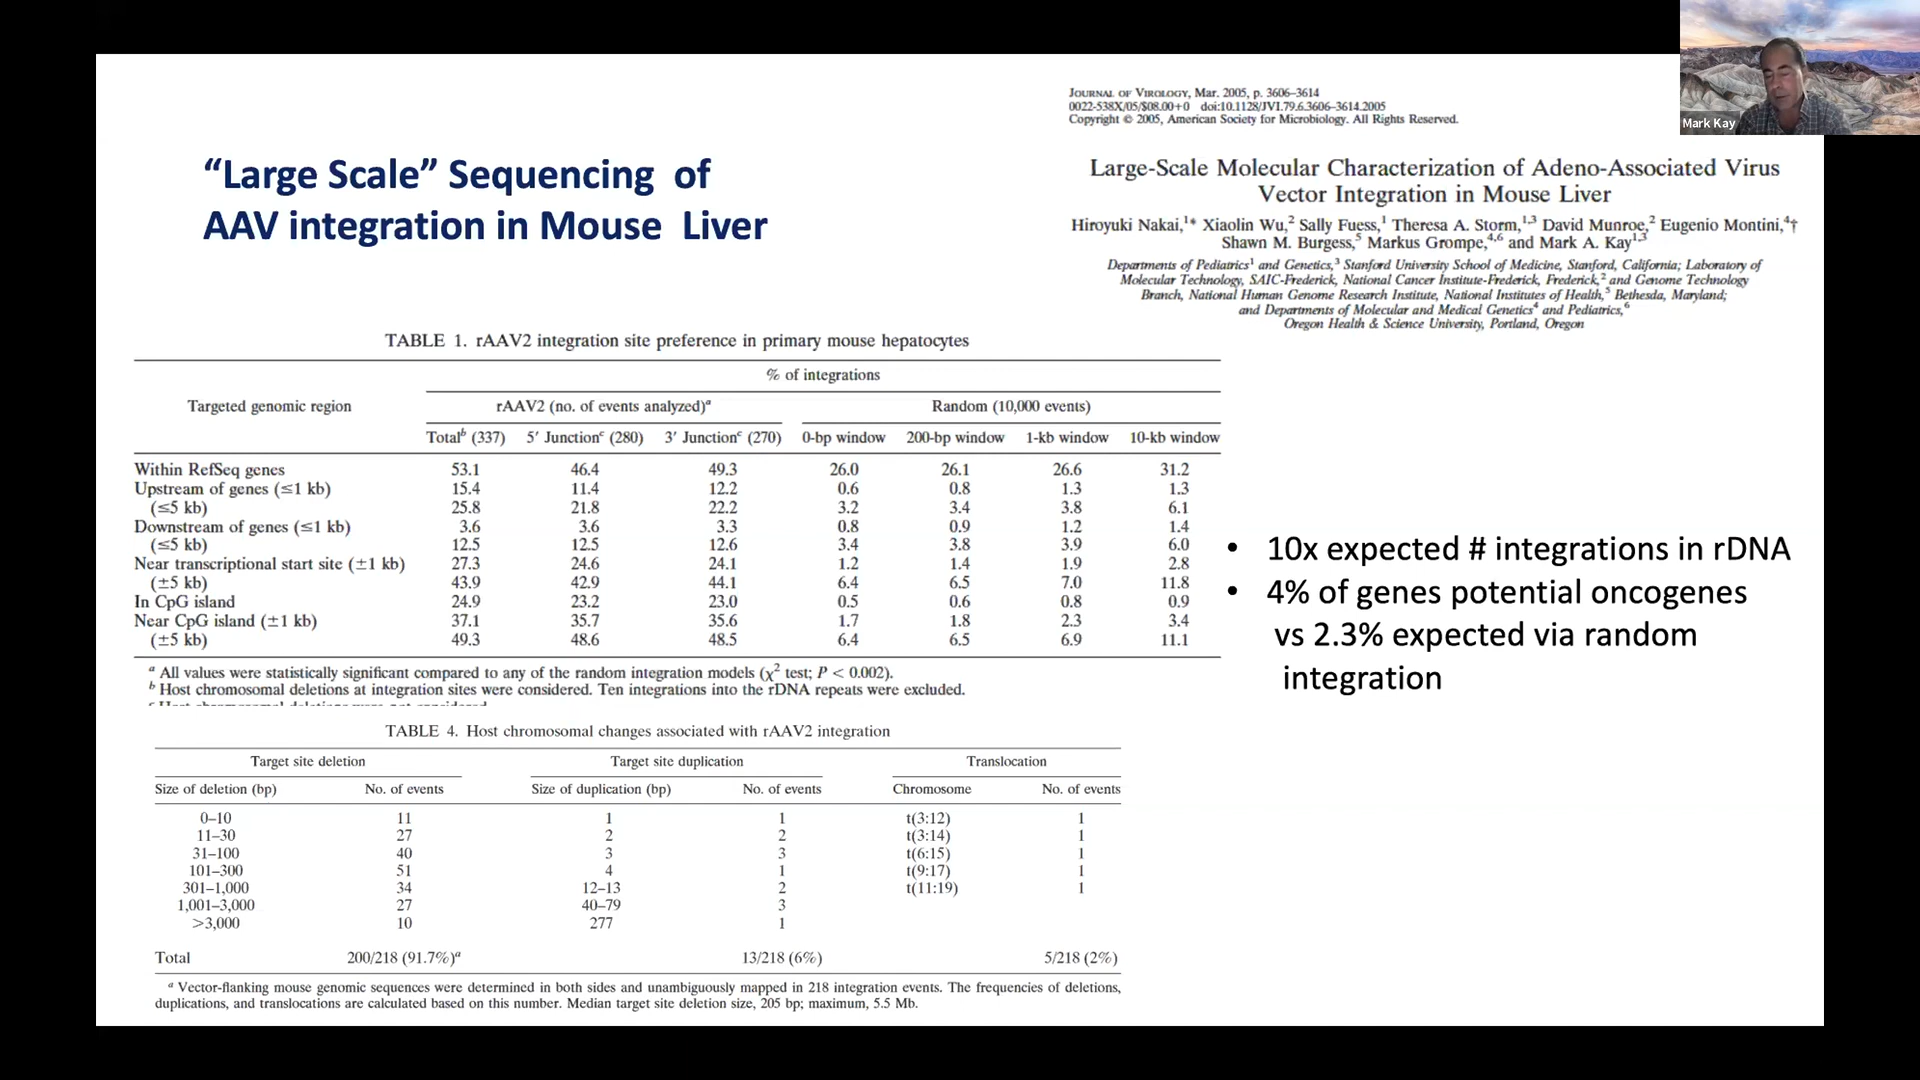 Mark Kay
JOURNAL OF VIROLOGY, Mar. 2005, p. 3606–3614
0022-538X/05/$08.00+0 doi:10.1128/JVI.79.6.3606–3614.2005
Copyright © 2005, American Society for Microbiology. All Rights Reserved.
“Large Scale” Sequencing of
AAV integration in Mouse Liver
Large-Scale Molecular Characterization of Adeno-Associated Virus
Vector Integration in Mouse Liver
Hiroyuki Nakai,1* Xiaolin Wu,2 Sally Fuess,1 Theresa A. Storm,1,3 David Munroe,2 Eugenio Montini,4†
Shawn M. Burgess,5 Markus Grompe,4,6 and Mark A. Kay1,3
Departments of Pediatrics1 and Genetics,3 Stanford University School of Medicine, Stanford, California; Laboratory of
Molecular Technology, SAIC-Frederick, National Cancer Institute-Frederick, Frederick,2 and Genome Technology
Branch, National Human Genome Research Institute, National Institutes of Health,5 Bethesda, Maryland;
and Departments of Molecular and Medical Genetics4 and Pediatrics,6
Oregon Health & Science University, Portland, Oregon
TABLE 1. rAAV2 integration site preference in primary mouse hepatocytes
% of integrations
Targeted genomic region rAAV2 (no. of events analyzed)a Random (10,000 events)
Totalb (337) 5′ Junctionc (280) 3′ Junctionc (270) 0-bp window 200-bp window 1-kb window 10-kb window
Within RefSeq genes 53.1 46.4 49.3 26.0 26.1 26.6 31.2
Upstream of genes (≤1 kb) 15.4 11.4 12.2 0.6 0.8 1.3 1.3
(≤5 kb) 25.8 21.8 22.2 3.2 3.4 3.8 6.1
Downstream of genes (≤1 kb) 3.6 3.6 3.3 0.8 0.9 1.2 1.4
(≤5 kb) 12.5 12.5 12.6 3.4 3.8 3.9 6.0
Near transcriptional start site (±1 kb) 27.3 24.6 24.1 1.2 1.4 1.9 2.8
(±5 kb) 43.9 42.9 44.1 6.4 6.5 7.0 11.8
In CpG island 24.9 23.2 23.0 0.5 0.6 0.8 0.9
Near CpG island (±1 kb) 37.1 35.7 35.6 1.7 1.8 2.3 3.4
(±5 kb) 49.3 48.6 48.5 6.4 6.5 6.9 11.1
a All values were statistically significant compared to any of the random integration models (χ2 test; P < 0.002).
b Host chromosomal deletions at integration sites were considered. Ten integrations into the rDNA repeats were excluded.
• 10x expected # integrations in rDNA
• 4% of genes potential oncogenes
vs 2.3% expected via random
integration
TABLE 4. Host chromosomal changes associated with rAAV2 integration
Target site deletion Target site duplication Translocation
Size of deletion (bp) No. of events Size of duplication (bp) No. of events Chromosome No. of events
0–10 11 1 1 t(3:12) 1
11–30 27 2 2 t(3:14) 1
31–100 40 3 3 t(6:15) 1
101–300 51 4 1 t(9:17) 1
301–1,000 34 12–13 2 t(11:19) 1
1,001–3,000 27 40–79 3
>3,000 10 277 1
Total 200/218 (91.7%)a 13/218 (6%) 5/218 (2%)
a Vector-flanking mouse genomic sequences were determined in both sides and unambiguously mapped in 218 integration events. The frequencies of deletions,
duplications, and translocations are calculated based on this number. Median target site deletion size, 205 bp; maximum, 5.5 Mb.